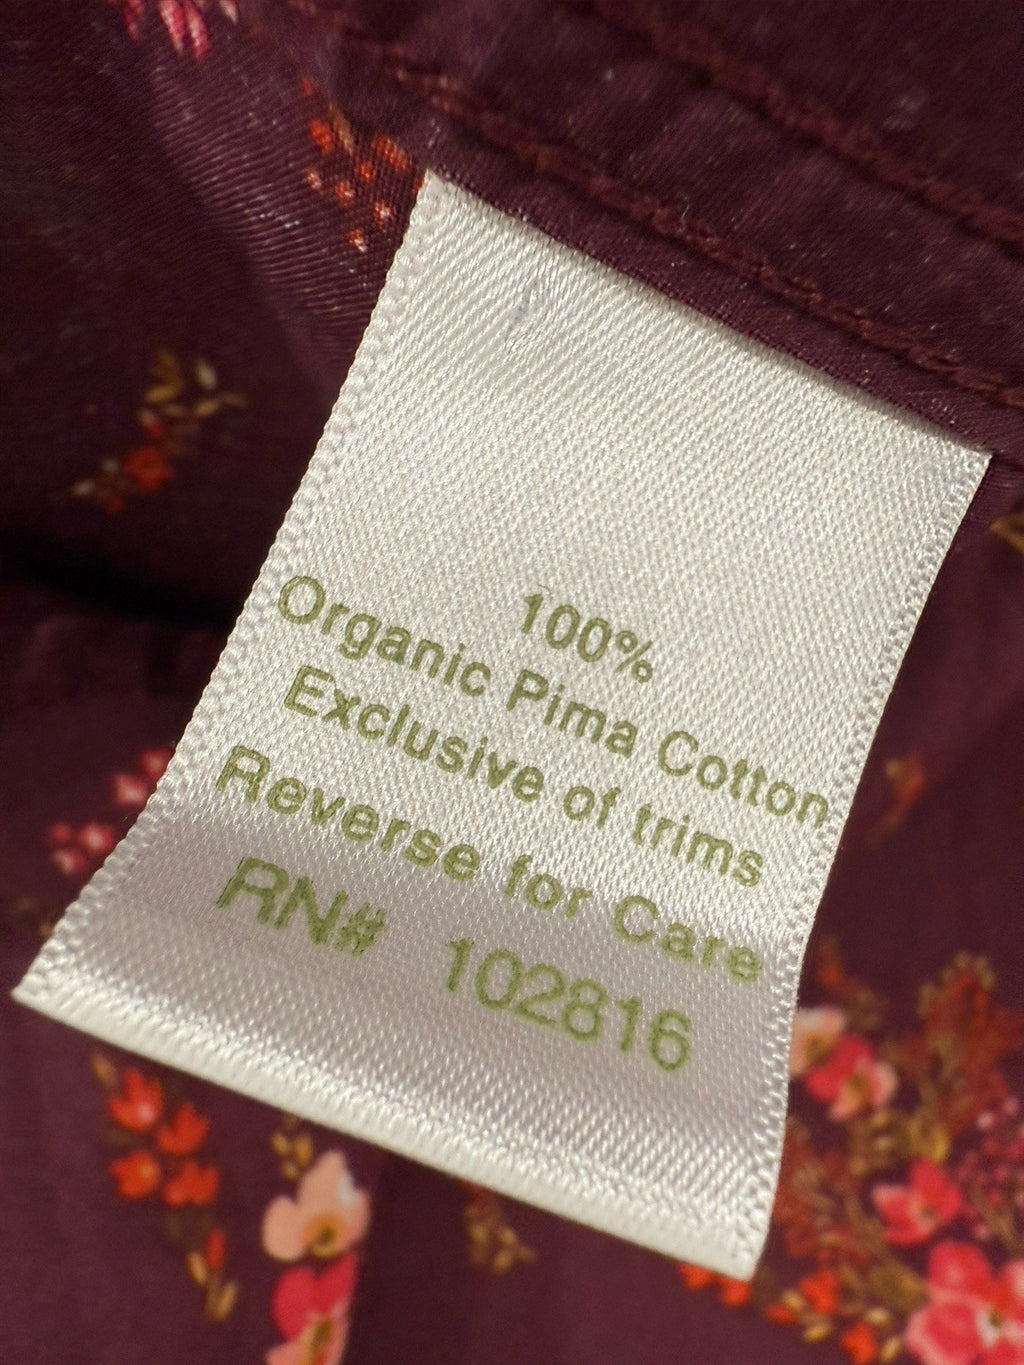 100%
Organic Pima Cotton
Exclusive of trims
Reverse for Care
RN# 102816